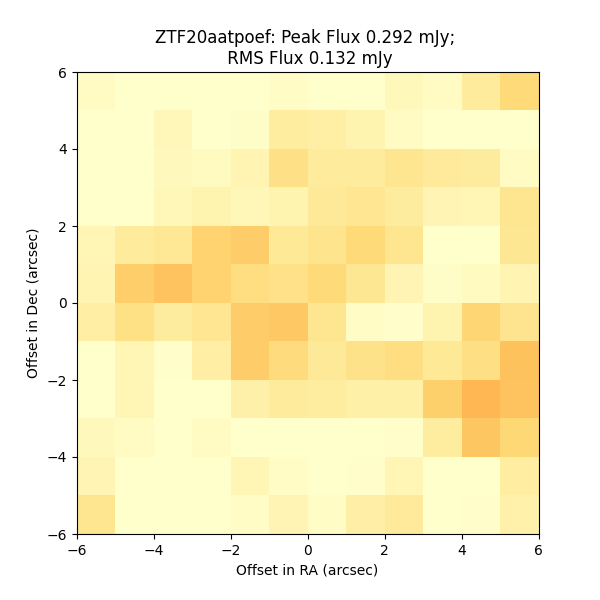 ZTF20aatpoef: Peak Flux 0.292 mJy;
RMS Flux 0.132 mJy
6
4
2
0
−2
−4
−6
Offset in Dec (arcsec)
−6 −4 −2 0 2 4 6
Offset in RA (arcsec)